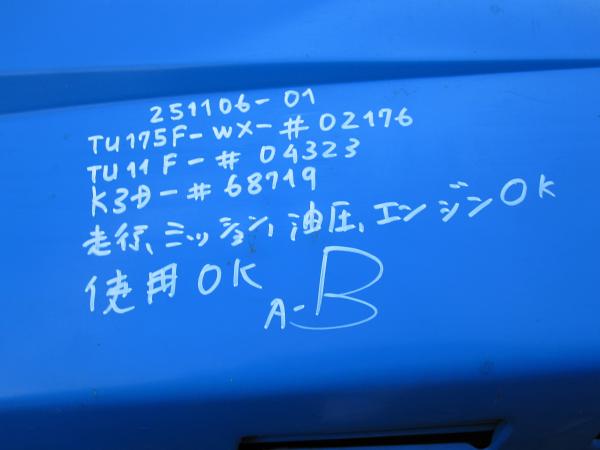 251106-01
TU175F-WX-#02176
TU11F-#04323
K3D-#68719
走行、ミッション、油圧、エンジンOK
使用OK
A-B